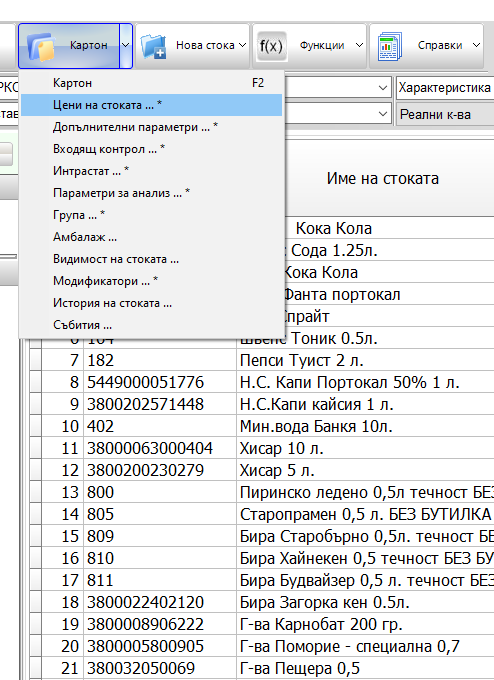 Картон
Нова стока
f(x)
Функции
Справки
Картон F2
Цени на стоката ... *
Допълнителни параметри ... *
Входящ контрол ... *
Интрастат ... *
Параметри за анализ ... *
Група ... *
Амбалаж ...
Видимост на стоката ...
Модификатори ... *
История на стоката ...
Събития ...
Характеристика
Реални к-ва
Име на стоката
Кока Кола
Сода 1.25л.
Кока Кола
Фанта портокал
Спрайт
6 104 Швепс Тоник 0.5л.
7 182 Пепси Туист 2 л.
8 5449000051776 Н.С. Капи Портокал 50% 1 л.
9 3800202571448 Н.С.Капи кайсия 1 л.
10 402 Мин.вода Банкя 10л.
11 38000063000404 Хисар 10 л.
12 3800200230279 Хисар 5 л.
13 800 Пиринско ледено 0,5л течност БЕЗ
14 805 Старопрамен 0,5 л. БЕЗ БУТИЛКА
15 809 Бира Старобърно 0,5л. течност БЕ
16 810 Бира Хайнекен 0,5 течност БЕЗ БУ
17 811 Бира Будвайзер 0,5 л. течност БЕЗ
18 3800022402120 Бира Загорка кен 0.5л.
19 3800008906222 Г-ва Карнобат 200 гр.
20 3800005800905 Г-ва Поморие - специална 0,7
21 380032050069 Г-ва Пещера 0,5